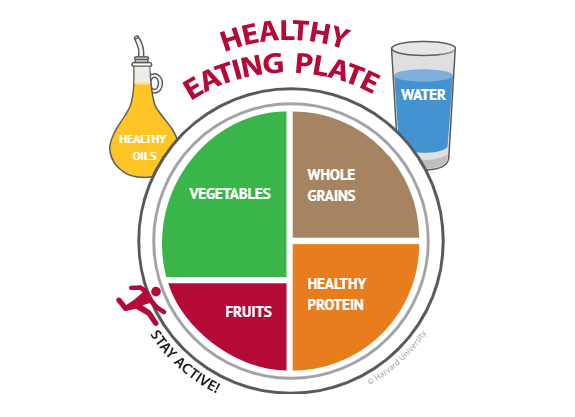 HEALTHY
EATING PLATE
HEALTHY
OILS
WATER
VEGETABLES
WHOLE
GRAINS
FRUITS
HEALTHY
PROTEIN
STAY ACTIVE!
© Harvard University